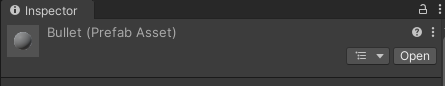 Inspector
Bullet (Prefab Asset)
Open